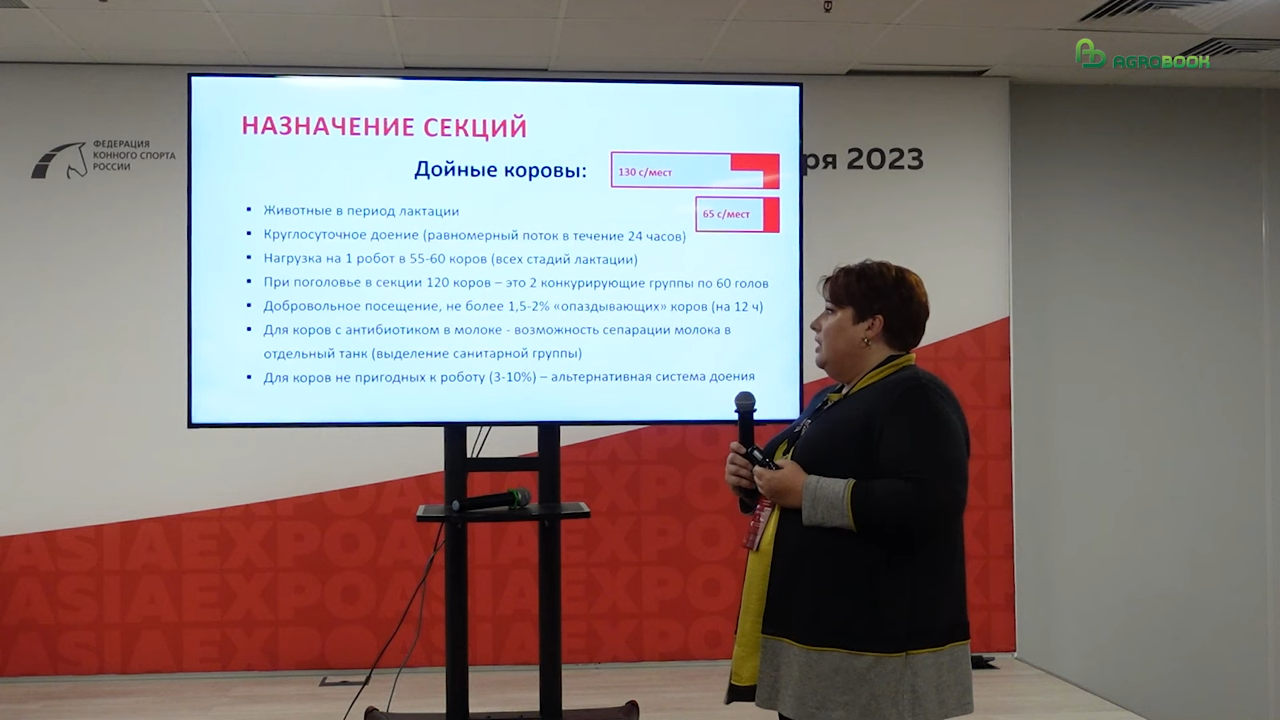 AGROBOOK
ФЕДЕРАЦИЯ
КОННОГО СПОРТА
РОССИИ
ря 2023
НАЗНАЧЕНИЕ СЕКЦИЙ
Дойные коровы:
130 с/мест
65 с/мест
▪ Животные в период лактации
▪ Круглосуточное доение (равномерный поток в течение 24 часов)
▪ Нагрузка на 1 робот в 55-60 коров (всех стадий лактации)
▪ При поголовье в секции 120 коров – это 2 конкурирующие группы по 60 голов
▪ Добровольное посещение, не более 1,5-2% «опаздывающих» коров (на 12 ч)
▪ Для коров с антибиотиком в молоке - возможность сепарации молока в
отдельный танк (выделение санитарной группы)
▪ Для коров не пригодных к роботу (3-10%) – альтернативная система доения
ASIAEXPOASIAEXPO
ASIAEXPOASIAEXPO
ASIAEXPOASIAEXPO